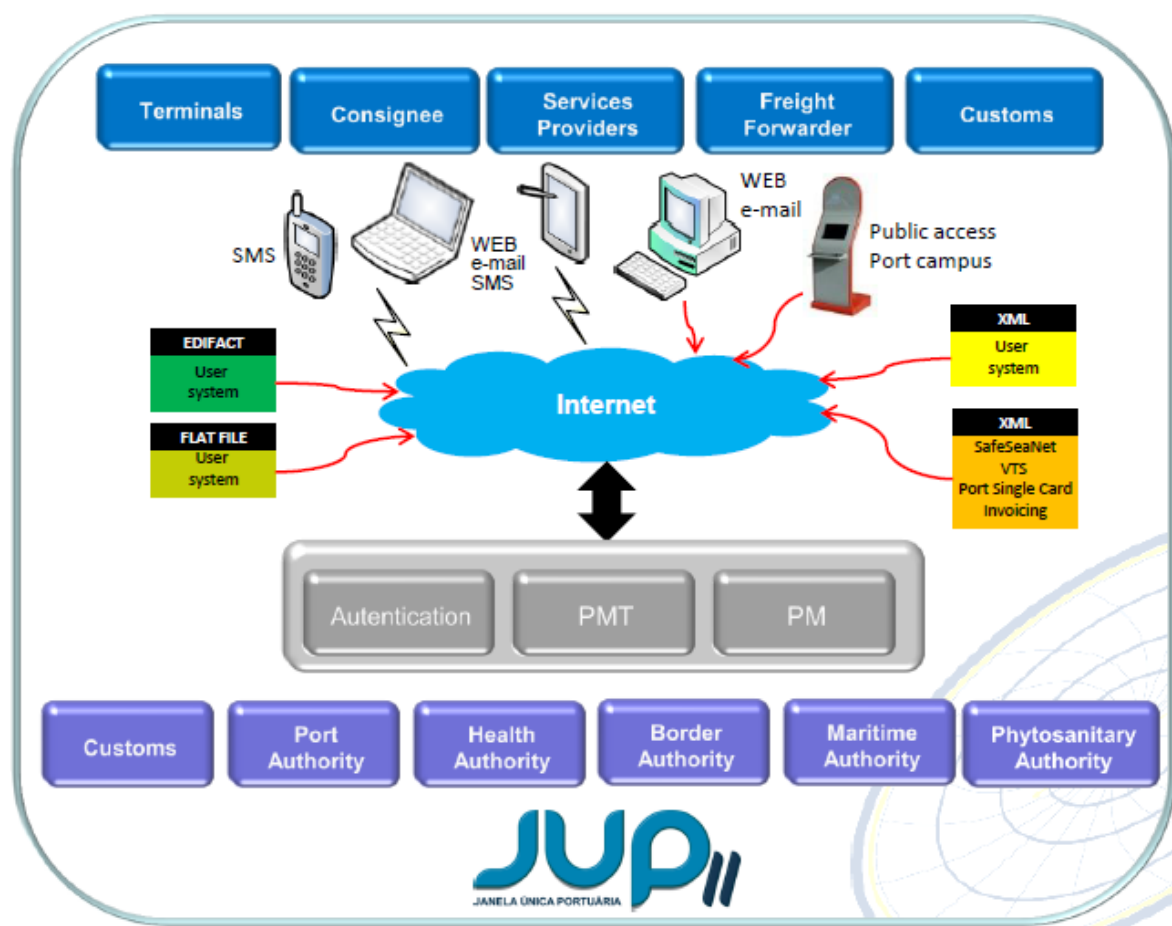 Terminals
Consignee
Services
Providers
Freight
Forwarder
Customs
SMS
WEB
e-mail
SMS
WEB
e-mail
Public access
Port campus
EDIFACT
User
system
FLAT FILE
User
system
Internet
XML
User
system
XML
SafeSeaNet
VTS
Port Single Card
Invoicing
Autentication
PMT
PM
Customs
Port
Authority
Health
Authority
Border
Authority
Maritime
Authority
Phytosanitary
Authority
JUP II
JANELA ÚNICA PORTUÁRIA